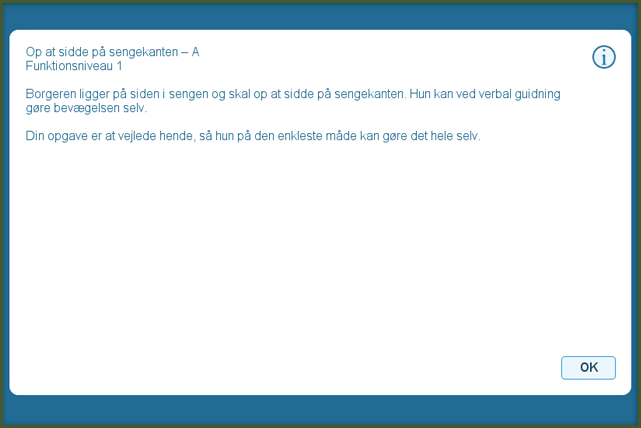 Op at sidde på sengekanten – A
Funktionsniveau 1
Borgeren ligger på siden i sengen og skal op at sidde på sengekanten. Hun kan ved verbal guidning
gøre bevægelsen selv.
Din opgave er at vejlede hende, så hun på den enkleste måde kan gøre det hele selv.
OK